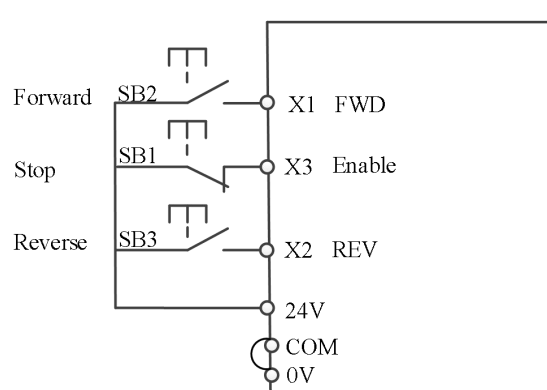 Forward SB2 X1 FWD
Stop SB1 X3 Enable
Reverse SB3 X2 REV
24V
COM
0V